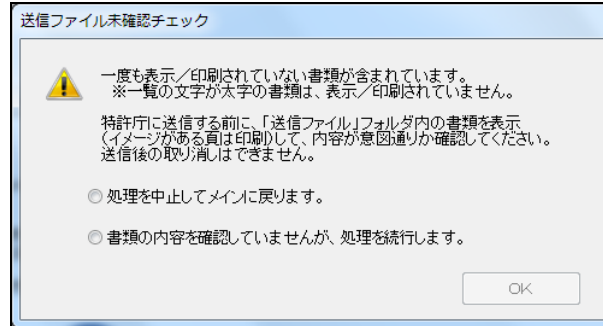 送信ファイル未確認チェック
一度も表示／印刷されていない書類が含まれています。
※一覧の文字が太字の書類は、表示／印刷されていません。
特許庁に送信する前に、「送信ファイル」フォルダ内の書類を表示
（イメージがある頁は印刷）して、内容が意図通りか確認してください。
送信後の取り消しはできません。
処理を中止してメインに戻ります。
書類の内容を確認していませんが、処理を続行します。
OK